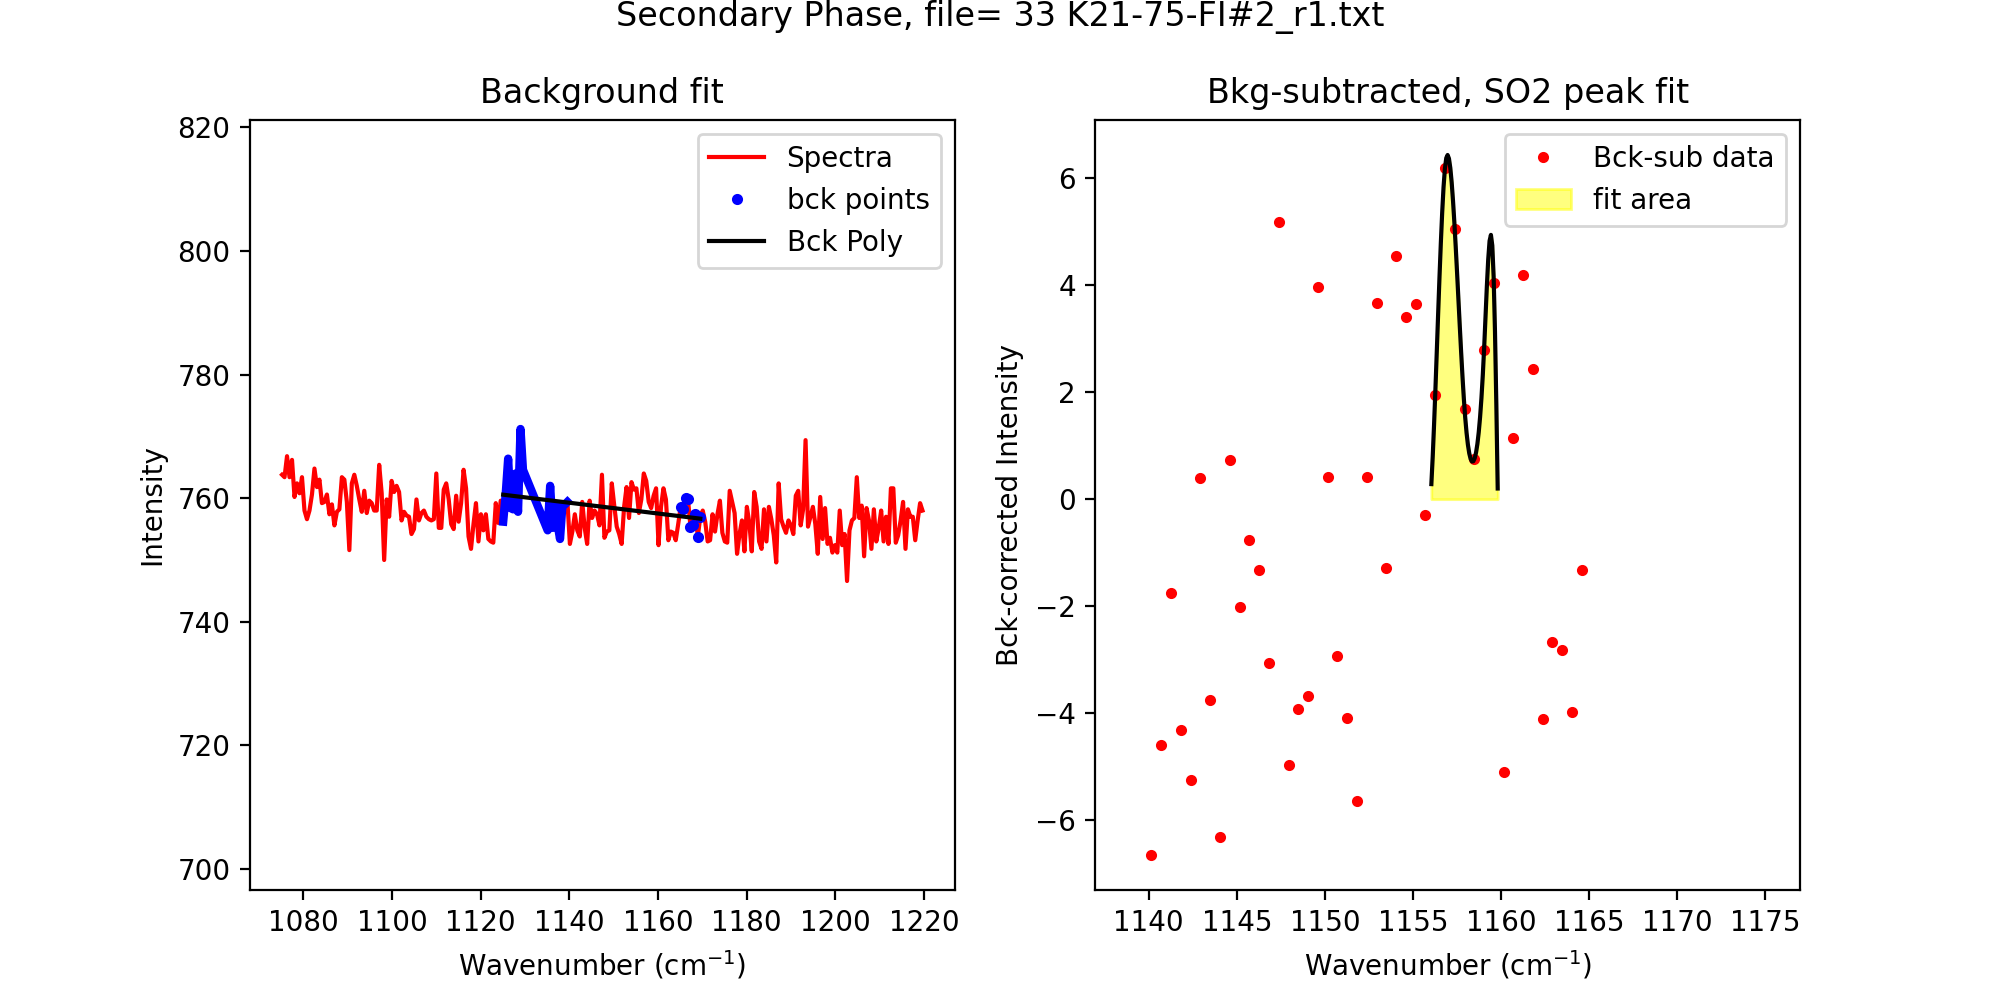 Secondary Phase, file= 33 K21-75-FI#2_r1.txt
Background fit
820
800
780
760
740
720
700
Intensity
1080 1100 1120 1140 1160 1180 1200 1220
Wavenumber (cm⁻¹)
Spectra
bck points
Bck Poly
Bkg-subtracted, SO2 peak fit
6
4
2
0
−2
−4
−6
Bck-corrected Intensity
1140 1145 1150 1155 1160 1165 1170 1175
Wavenumber (cm⁻¹)
Bck-sub data
fit area